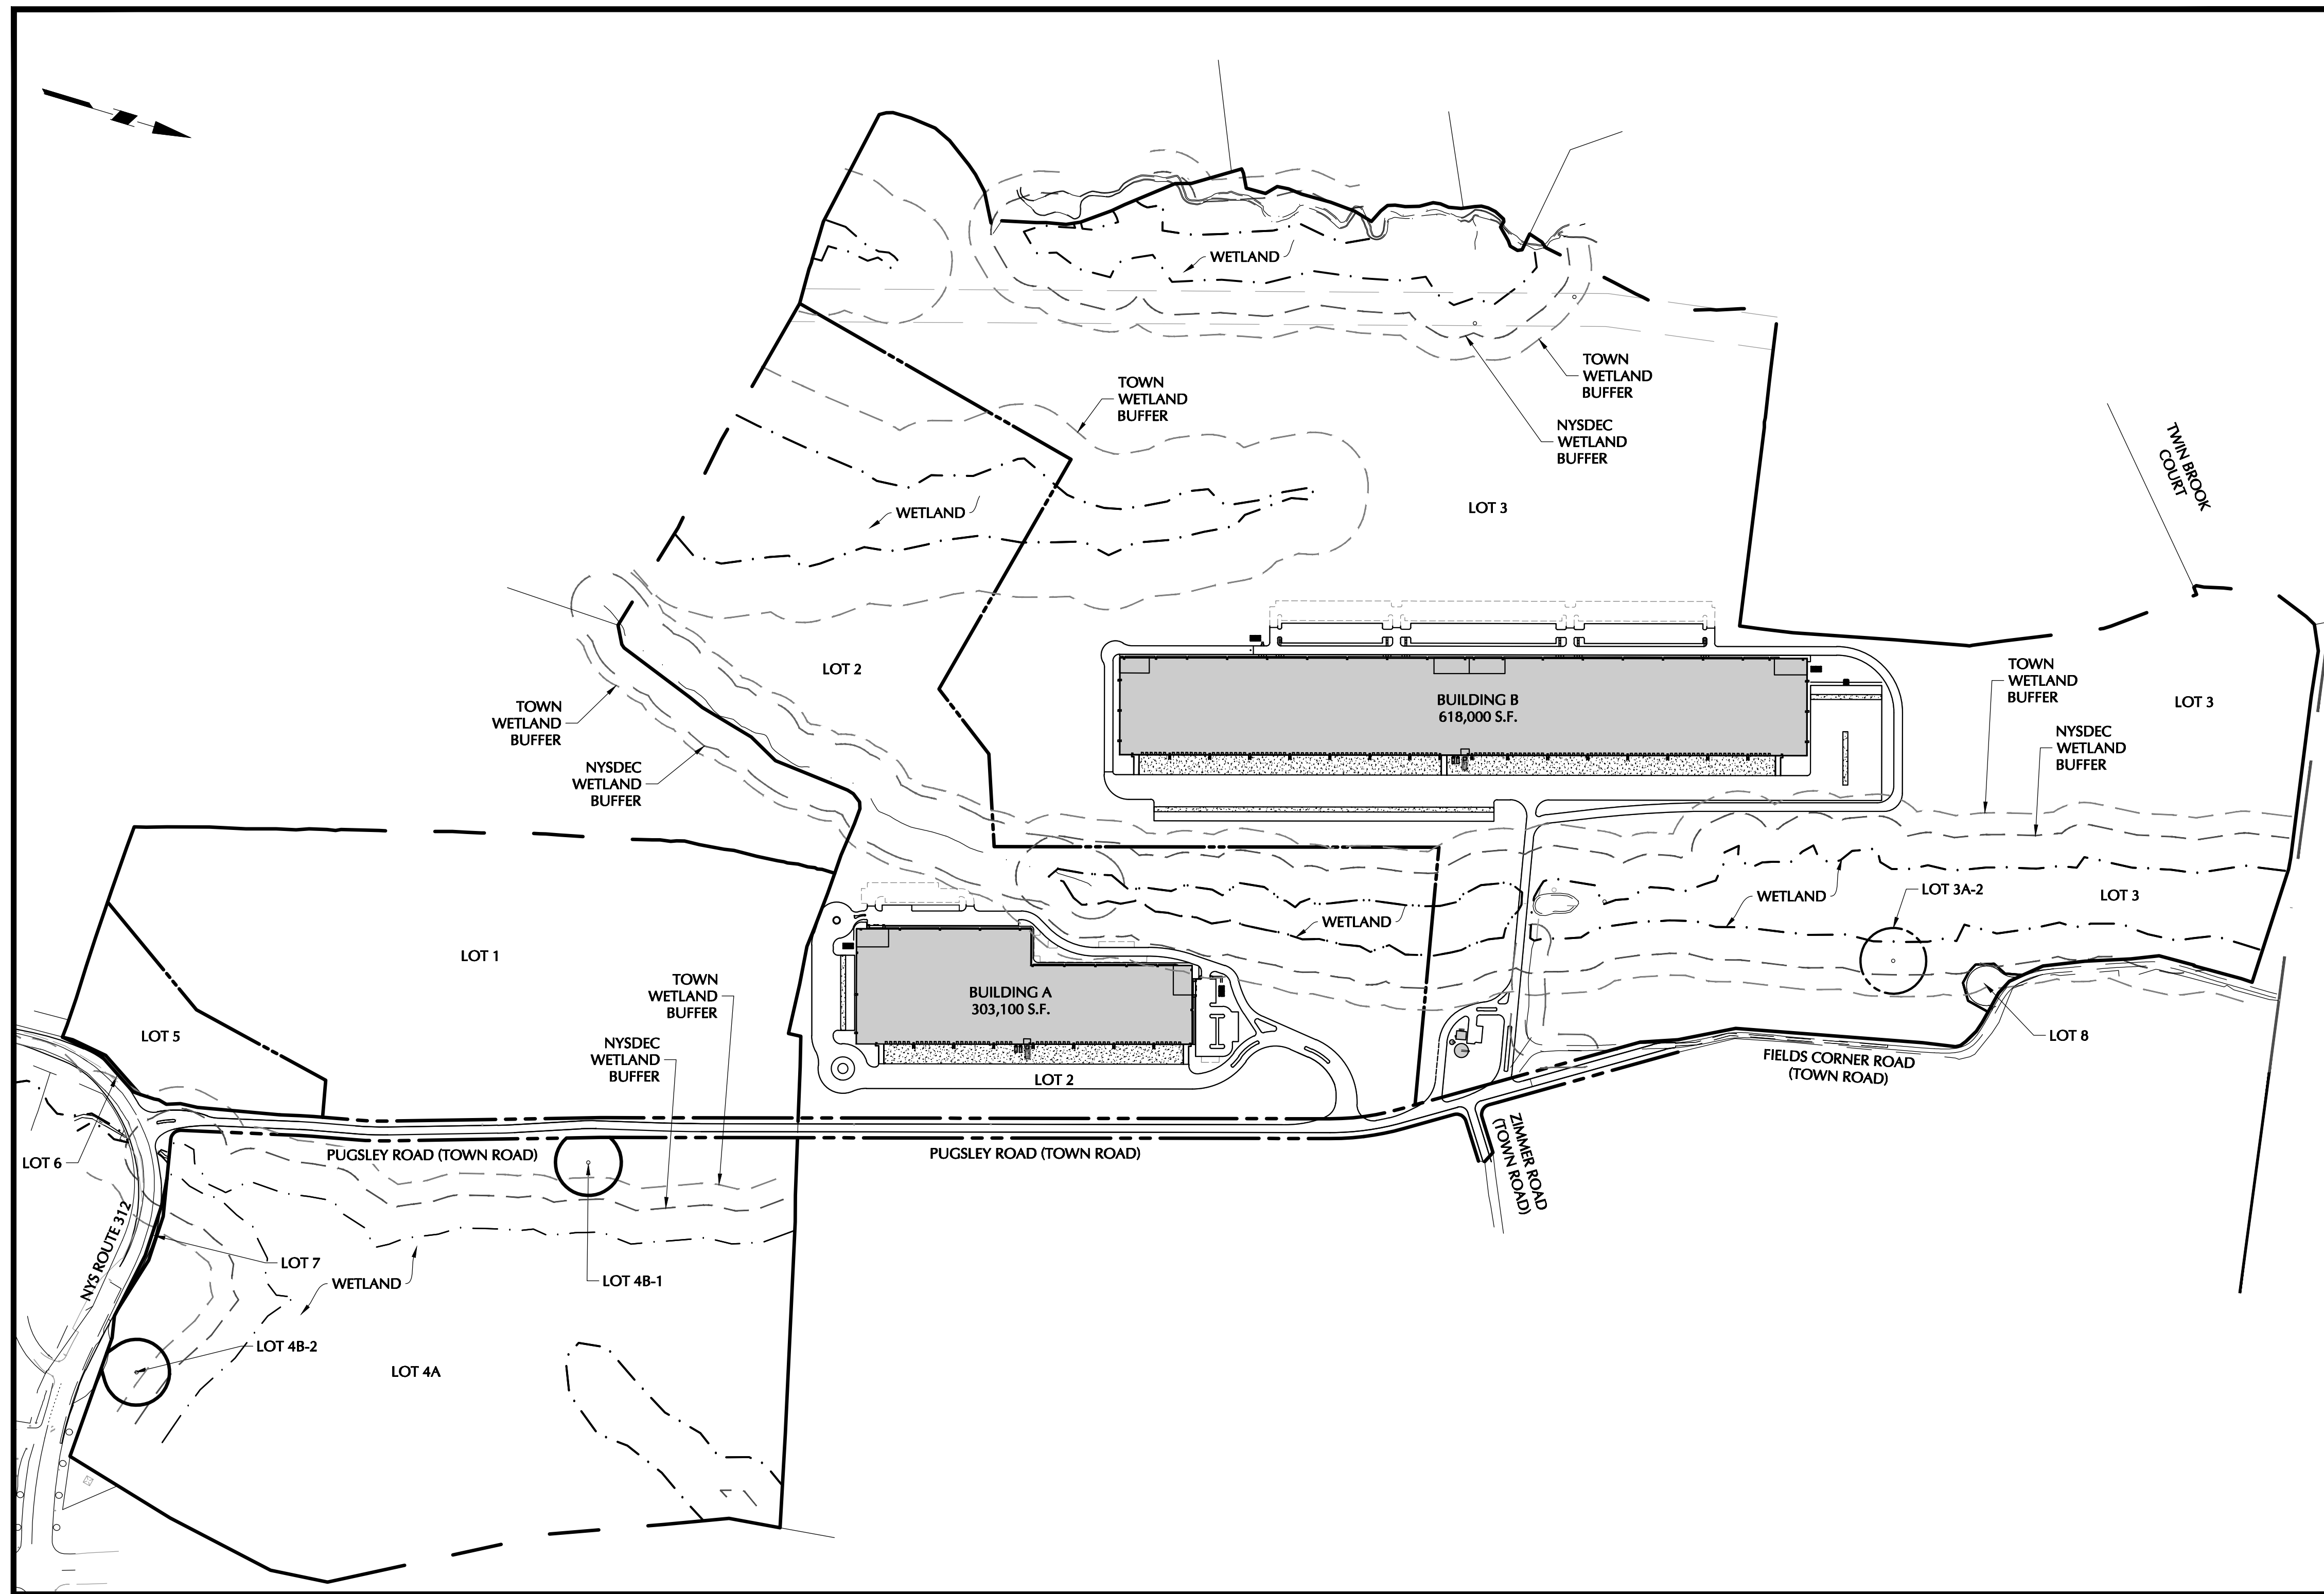 WETLAND
TOWN
WETLAND
BUFFER
TOWN
WETLAND
BUFFER
NYSDEC
WETLAND
BUFFER
TWIN BROOK
COURT
WETLAND
LOT 3
LOT 2
TOWN
WETLAND
BUFFER
NYSDEC
WETLAND
BUFFER
BUILDING B
618,000 S.F.
TOWN
WETLAND
BUFFER
LOT 3
NYSDEC
WETLAND
BUFFER
LOT 1
WETLAND
WETLAND
LOT 3A-2
LOT 3
TOWN
WETLAND
BUFFER
BUILDING A
303,100 S.F.
LOT 5
NYSDEC
WETLAND
BUFFER
LOT 2
LOT 8
FIELDS CORNER ROAD
(TOWN ROAD)
LOT 6
PUGSLEY ROAD (TOWN ROAD)
PUGSLEY ROAD (TOWN ROAD)
ZIMMER ROAD
(TOWN ROAD)
NYS ROUTE 312
LOT 7
WETLAND
LOT 4B-1
LOT 4B-2
LOT 4A